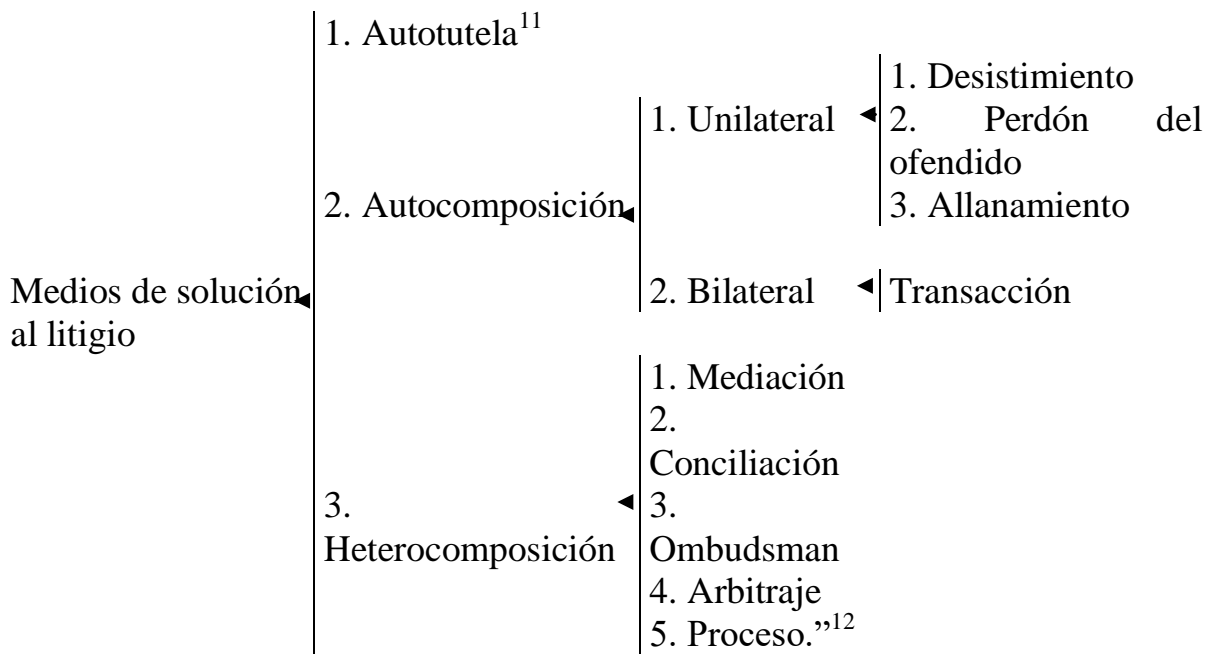 1. Autotutela11
1. Desistimiento
1. Unilateral
2. Perdón del
ofendido
2. Autocomposición
3. Allanamiento
Medios de solución
al litigio
2. Bilateral
Transacción
1. Mediación
2.
Conciliación
3.
Heterocomposición
3.
Ombudsman
4. Arbitraje
5. Proceso.”12